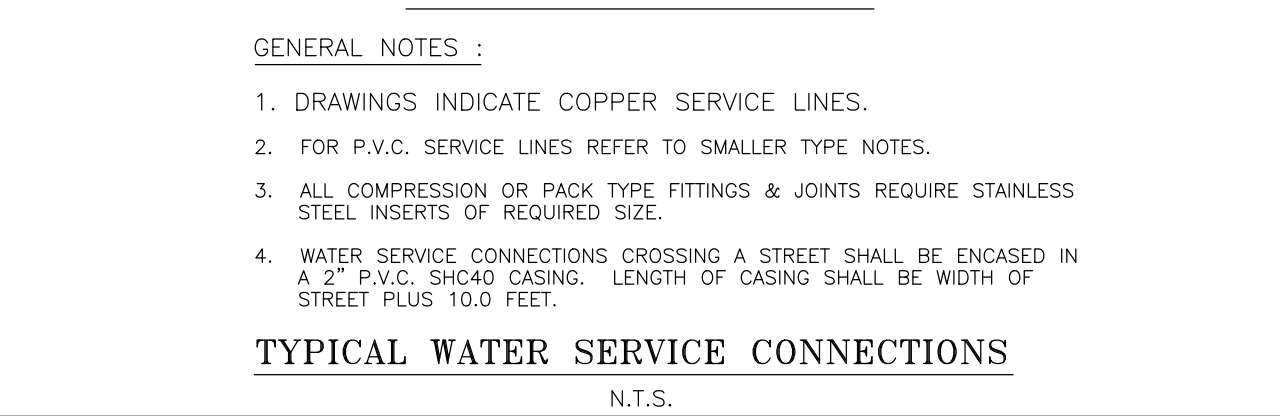 GENERAL NOTES :
1. DRAWINGS INDICATE COPPER SERVICE LINES.
2. FOR P.V.C. SERVICE LINES REFER TO SMALLER TYPE NOTES.
3. ALL COMPRESSION OR PACK TYPE FITTINGS & JOINTS REQUIRE STAINLESS
STEEL INSERTS OF REQUIRED SIZE.
4. WATER SERVICE CONNECTIONS CROSSING A STREET SHALL BE ENCASED IN
A 2” P.V.C. SHC40 CASING. LENGTH OF CASING SHALL BE WIDTH OF
STREET PLUS 10.0 FEET.
TYPICAL WATER SERVICE CONNECTIONS
N.T.S.